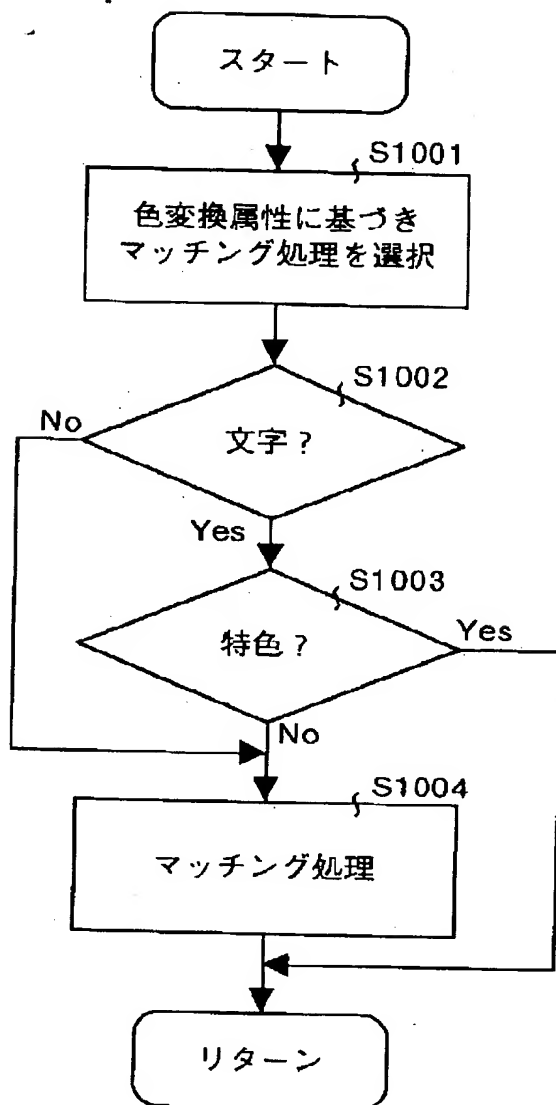 スタート
S1001
色変換属性に基づき
マッチング処理を選択
S1002
No
文字?
Yes
S1003
特色?
Yes
No
S1004
マッチング処理
リターン